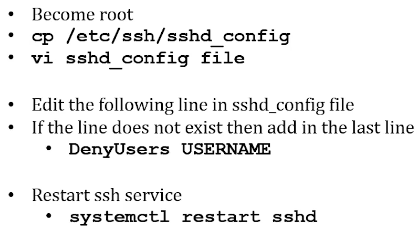 • Become root
• cp /etc/ssh/sshd_config
• vi sshd_config file
• Edit the following line in sshd_config file
• If the line does not exist then add in the last line
• DenyUsers USERNAME
• Restart ssh service
• systemctl restart sshd